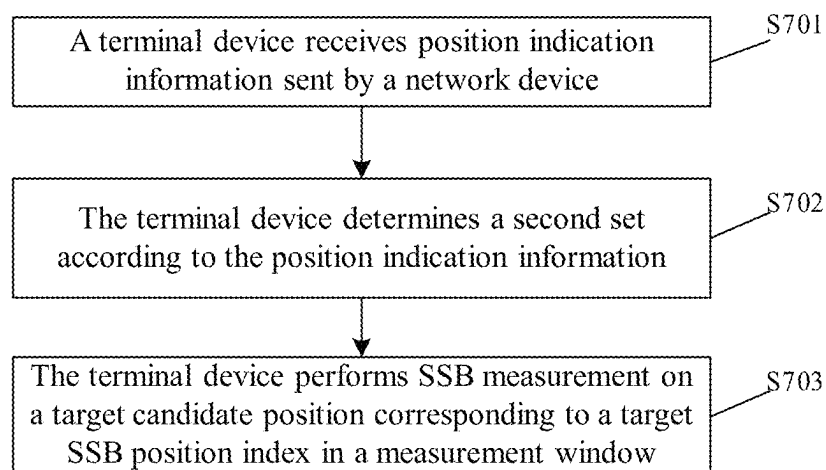 A terminal device receives position indication
information sent by a network device
S701
The terminal device determines a second set
according to the position indication information
S702
The terminal device performs SSB measurement on
a target candidate position corresponding to a target
SSB position index in a measurement window
S703